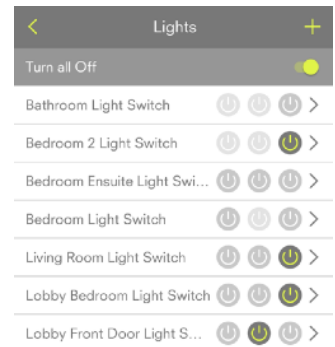 Lights
Turn all Off
Bathroom Light Switch
Bedroom 2 Light Switch
Bedroom Ensuite Light Swi...
Bedroom Light Switch
Living Room Light Switch
Lobby Bedroom Light Switch
Lobby Front Door Light S...